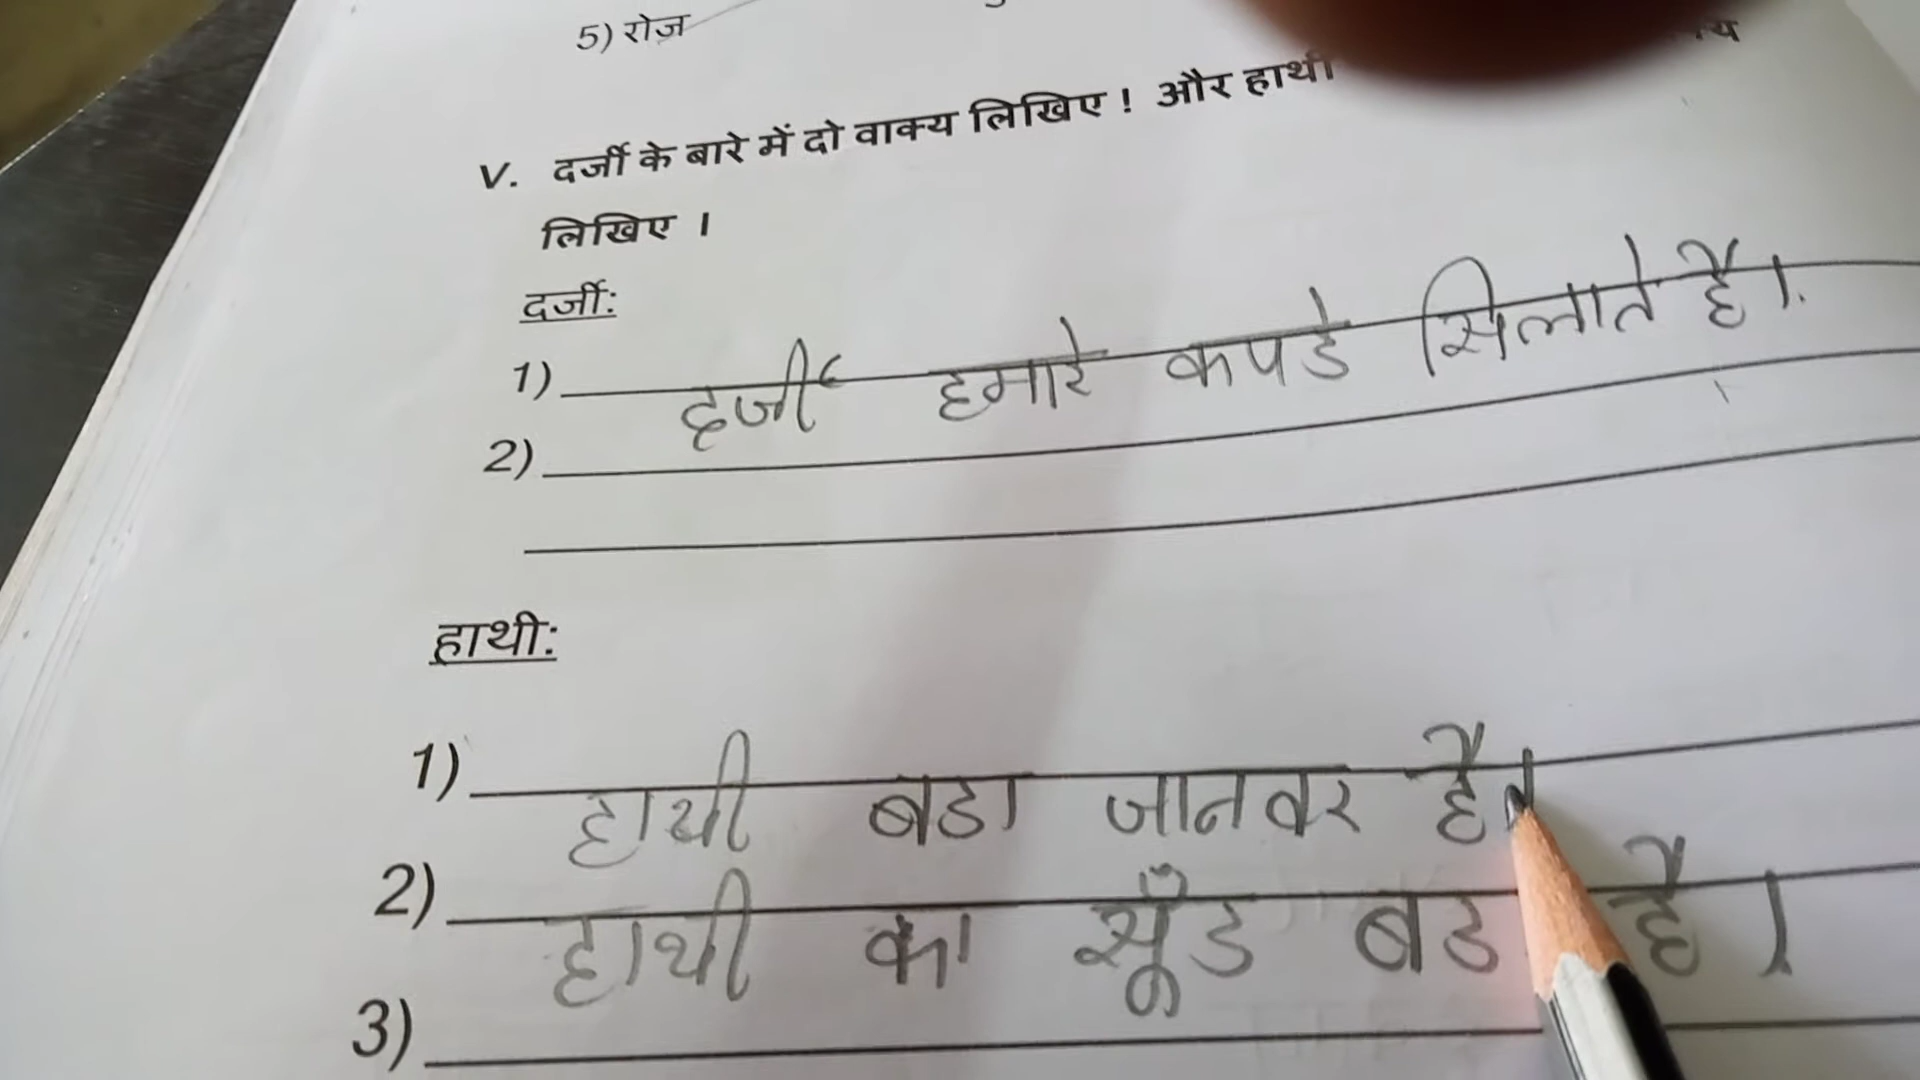 5) रोज़
V. दर्जी के बारे में दो वाक्य लिखिए ! और हाथी
लिखिए ।
दर्जी:
1) दर्जी हमारे कपडे सिलाते है ।
2)
हाथी:
1) हाथी बडा जानवर है।
2) हाथी का सूँड बड है ।
3)